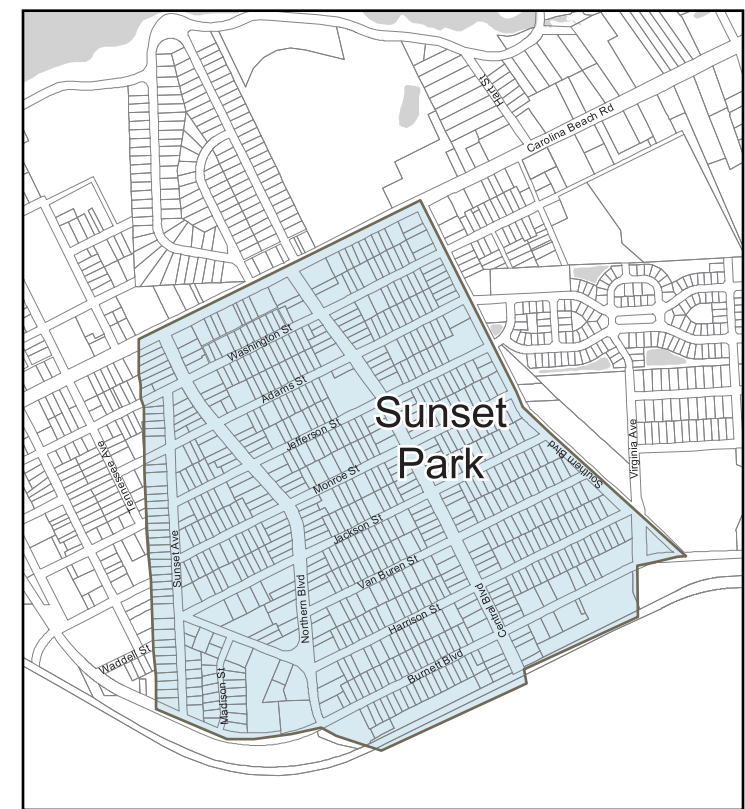 Hart St
Carolina Beach Rd
Washington St
Adams St
Sunset
Park
Jefferson St
Tennessee Ave
Virginia Ave
Southern Blvd
Monroe St
Jackson St
Sunset Ave
Van Buren St
Northern Blvd
Harrison St
Central Blvd
Waddell St
Burnett Blvd
Madison St